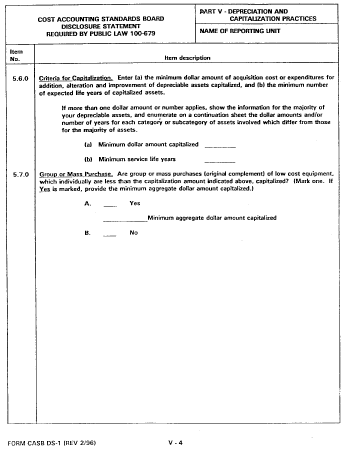 COST ACCOUNTING STANDARDS BOARD
DISCLOSURE STATEMENT
REQUIRED BY PUBLIC LAW 100-679
PART V - DEPRECIATION AND
CAPITALIZATION PRACTICES
NAME OF REPORTING UNIT
Item
No.
Item description
5.6.0
Criteria for Capitalization. Enter (a) the minimum dollar amount of acquisition cost or expenditures for
addition, alteration and improvement of depreciable assets capitalized, and (b) the minimum number
of expected life years of capitalized assets.
If more than one dollar amount or number applies, show the information for the majority of
your depreciable assets, and enumerate on a continuation sheet the dollar amounts and/or
number of years for each category or subcategory of assets involved which differ from those
for the majority of assets.
(a) Minimum dollar amount capitalized
(b) Minimum service life years
5.7.0
Group or Mass Purchase. Are group or mass purchases (original complement) of low cost equipment,
which individually are less than the capitalization amount indicated above, capitalized? (Mark one. If
Yes is marked, provide the minimum aggregate dollar amount capitalized.)
A. ____ Yes
____ Minimum aggregate dollar amount capitalized
B. ____ No
FORM CASB DS-1 (REV 2/96)
V - 4